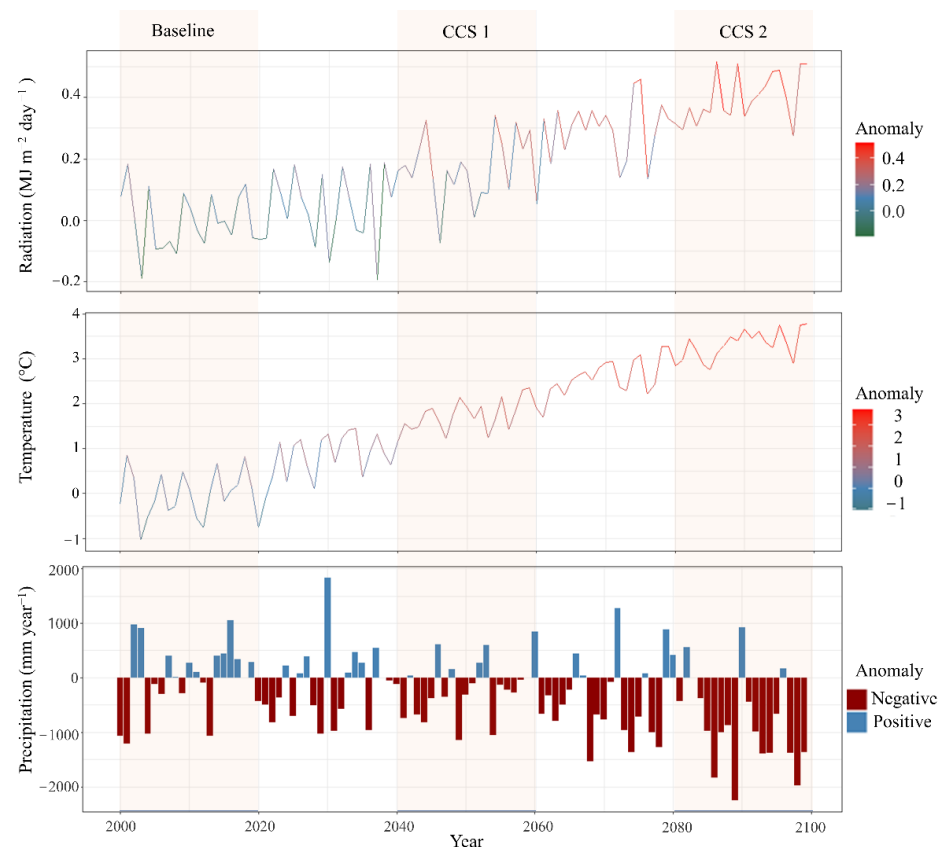 Baseline CCS 1 CCS 2
Radiation (MJ m 2 day -1 )
0.4
0.2
0.0
−0.2
Anomaly
0.4
0.2
0.0
Temperature (°C)
4
3
2
1
0
−1
Anomaly
3
2
1
0
−1
Precipitation (mm year−1)
2000
1000
0
−1000
−2000
Anomaly
Negative
Positive
2000 2020 2040 2060 2080 2100
Year